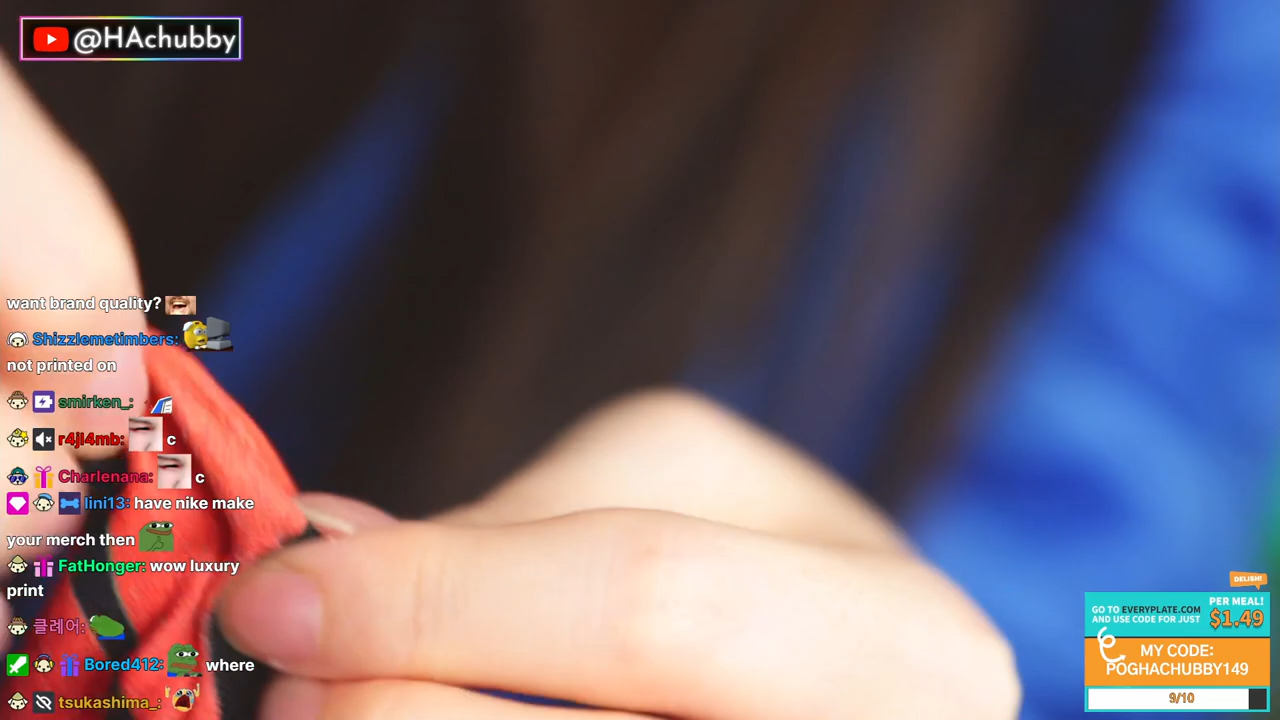 @HAchubby
want brand quality?
Shizzlemetimbers:
not printed on
smirken_:
r4jl4mb: c
Charlenana: c
lini13: have nike make
your merch then
FatHonger: wow luxury
print
클레어:
Bored412: where
tsukashima_:
DELISH!
GO TO EVERYPLATE.COM
AND USE CODE FOR JUST
PER MEAL!
$1.49
MY CODE:
POGHACHUBBY149
9/10